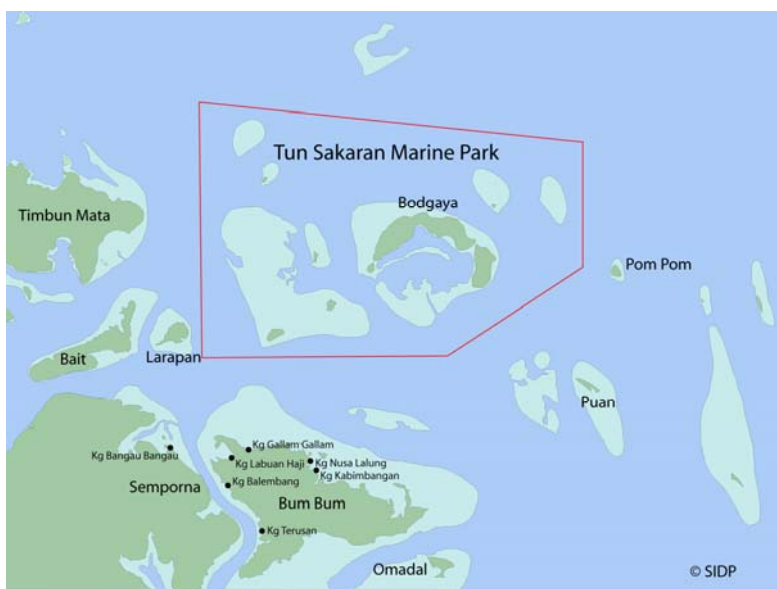 Tun Sakaran Marine Park
Timbun Mata
Bodgaya
Pom Pom
Bait
Larapan
Puan
Kg Gallam Gallam
Kg Bangau Bangau
Kg Labuan Haji
Kg Nusa Lalung
Kg Kabimbangan
Semporna
Kg Balembang
Bum Bum
Kg Terusan
Omadal
© SIDP